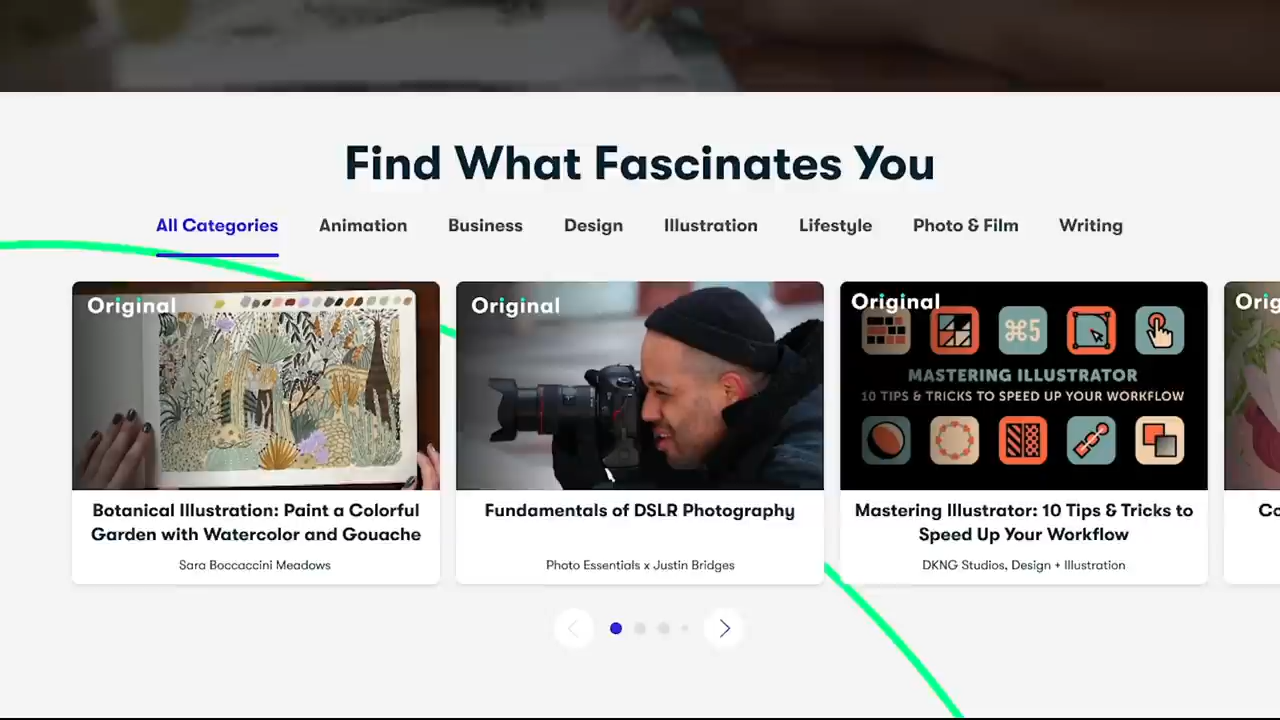 Find What Fascinates You
All Categories Animation Business Design Illustration Lifestyle Photo & Film Writing
Original
Botanical Illustration: Paint a Colorful
Garden with Watercolor and Gouache
Sara Boccaccini Meadows
Original
Fundamentals of DSLR Photography
Photo Essentials x Justin Bridges
Original
⌘5
MASTERING ILLUSTRATOR
10 TIPS & TRICKS TO SPEED UP YOUR WORKFLOW
Mastering Illustrator: 10 Tips & Tricks to
Speed Up Your Workflow
DKNG Studios, Design + Illustration
Orig
Co